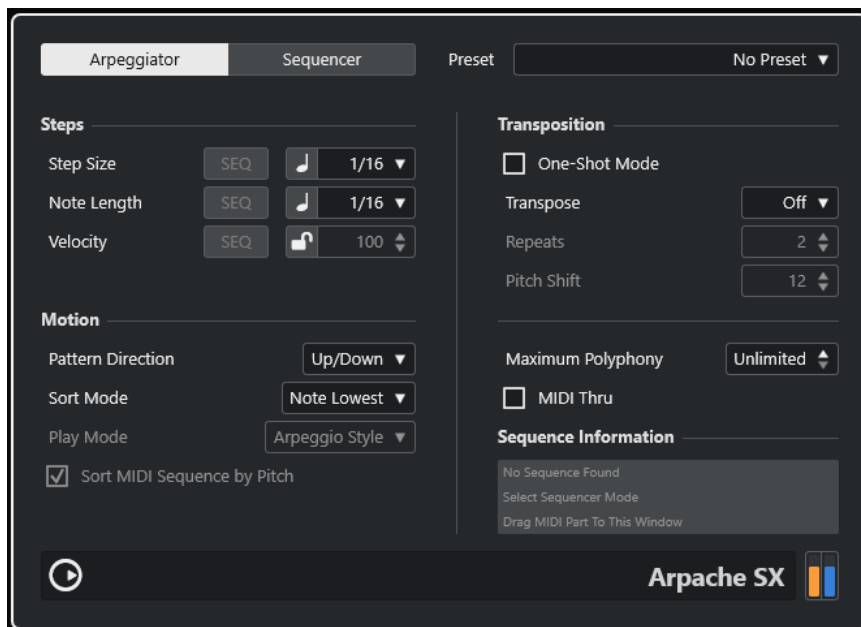 Arpeggiator Sequencer Preset No Preset
Steps
Step Size SEQ 1/16
Note Length SEQ 1/16
Velocity SEQ 100
Motion
Pattern Direction Up/Down
Sort Mode Note Lowest
Play Mode Arpeggio Style
Sort MIDI Sequence by Pitch
Transposition
One-Shot Mode
Transpose Off
Repeats 2
Pitch Shift 12
Maximum Polyphony Unlimited
MIDI Thru
Sequence Information
No Sequence Found
Select Sequencer Mode
Drag MIDI Part To This Window
Arpache SX